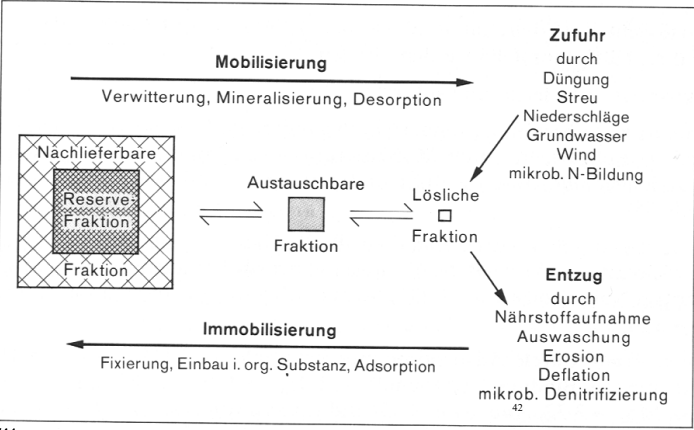 Mobilisierung
Verwitterung, Mineralisierung, Desorption
Zufuhr
durch
Düngung
Streu
Niederschläge
Grundwasser
Wind
mikrob. N-Bildung
Nachlieferbare
Reserve-
Fraktion
Fraktion
Austauschbare
Fraktion
Lösliche
Fraktion
Immobilisierung
Fixierung, Einbau i. org. Substanz, Adsorption
Entzug
durch
Nährstoffaufnahme
Auswaschung
Erosion
Deflation
mikrob. Denitrifizierung
42